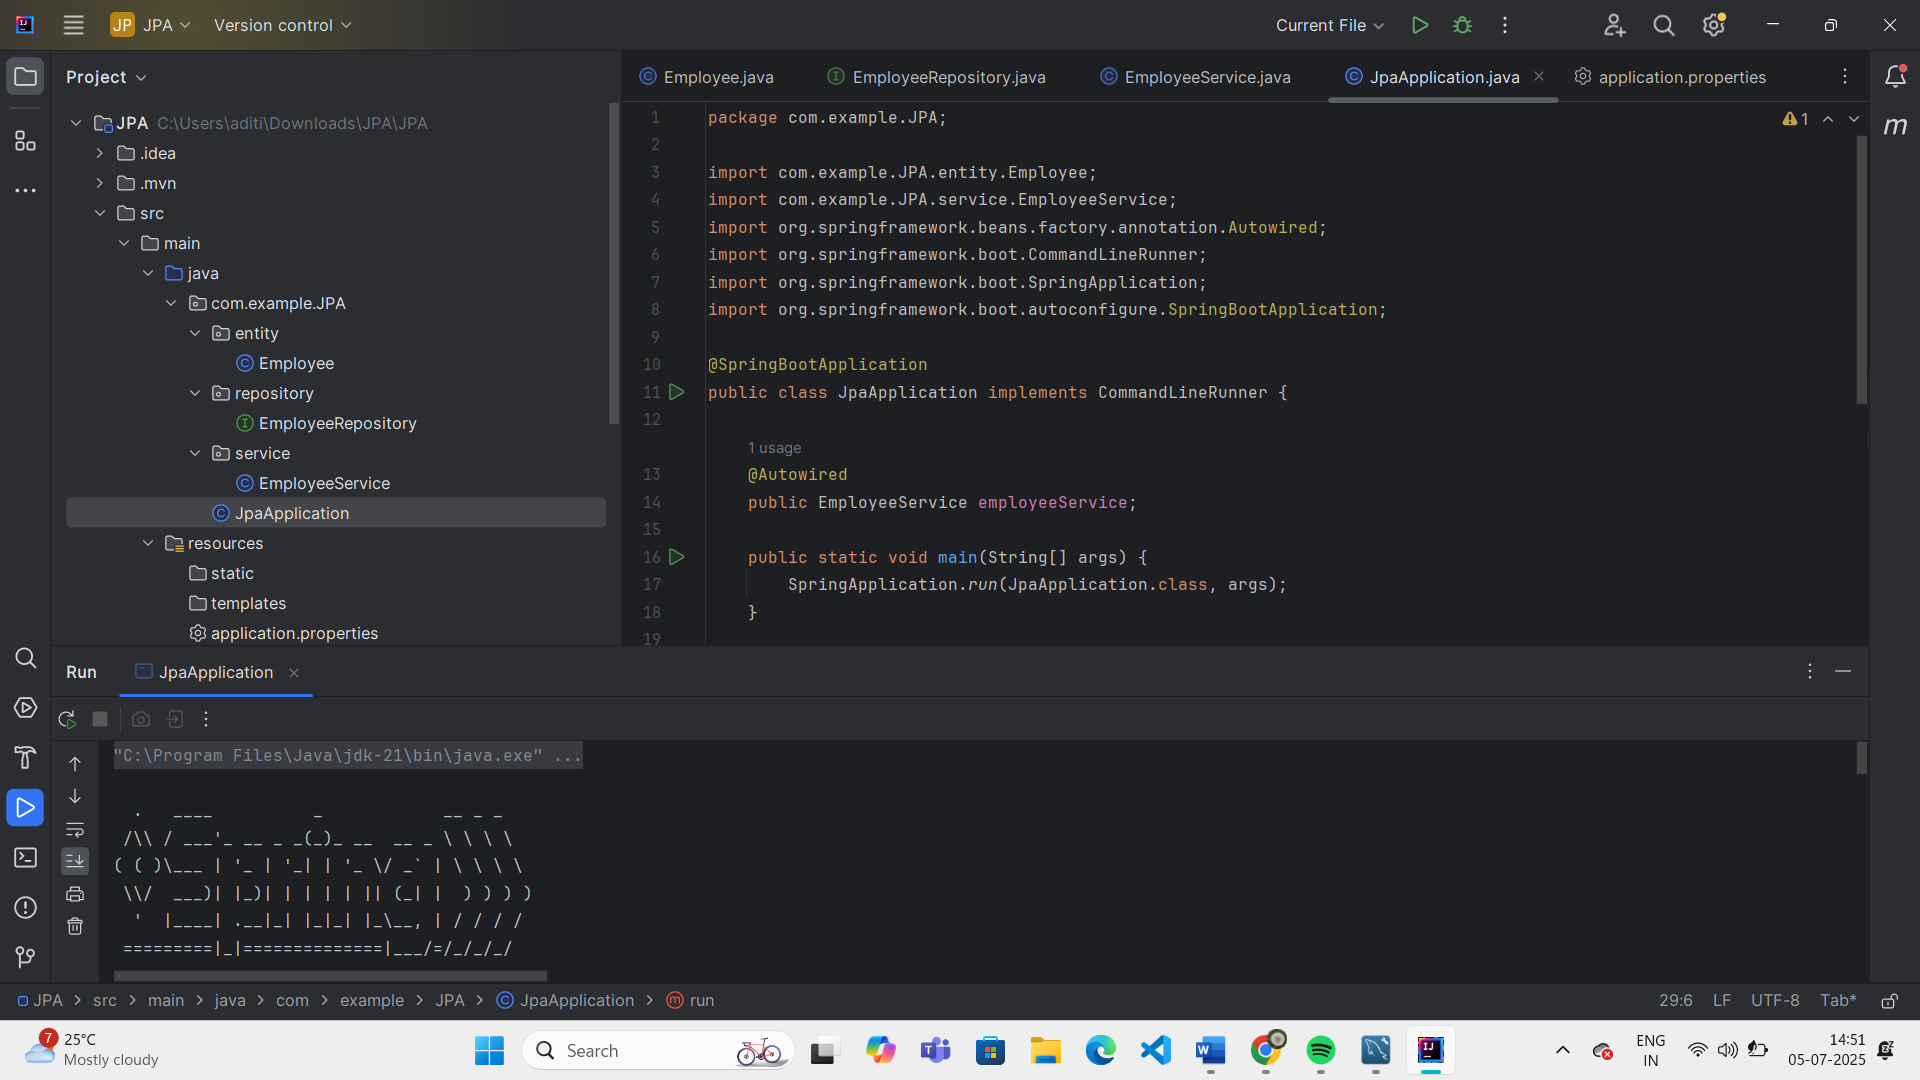 JP JPA Version control Current File
Project
Employee.java EmployeeRepository.java EmployeeService.java JpaApplication.java application.properties
JPA C:\Users\aditi\Downloads\JPA\JPA
.idea
.mvn
src
main
java
com.example.JPA
entity
Employee
repository
EmployeeRepository
service
EmployeeService
JpaApplication
resources
static
templates
application.properties
1 package com.example.JPA;
2
3 import com.example.JPA.entity.Employee;
4 import com.example.JPA.service.EmployeeService;
5 import org.springframework.beans.factory.annotation.Autowired;
6 import org.springframework.boot.CommandLineRunner;
7 import org.springframework.boot.SpringApplication;
8 import org.springframework.boot.autoconfigure.SpringBootApplication;
9
10 @SpringBootApplication
11 public class JpaApplication implements CommandLineRunner {
12
1 usage
13 @Autowired
14 public EmployeeService employeeService;
15
16 public static void main(String[] args) {
17 SpringApplication.run(JpaApplication.class, args);
18 }
19
1
m
Run JpaApplication
"C:\Program Files\Java\jdk-21\bin\java.exe" ...
  .   ____          _            __ _ _
 /\\ / ___'_ __ _ _(_)_ __  __ _ \ \ \ \
( ( )\___ | '_ | '_| | '_ \/ _` | \ \ \ \
 \\/  ___)| |_)| | | | | || (_| |  ) ) ) )
  '  |____| .__|_| |_|_| |_\__, | / / / /
 =========|_|==============|___/=/_/_/_/
JPA > src > main > java > com > example > JPA > JpaApplication > run 29:6 LF UTF-8 Tab*
7 25°C
Mostly cloudy
Search
ENG
IN
14:51
05-07-2025